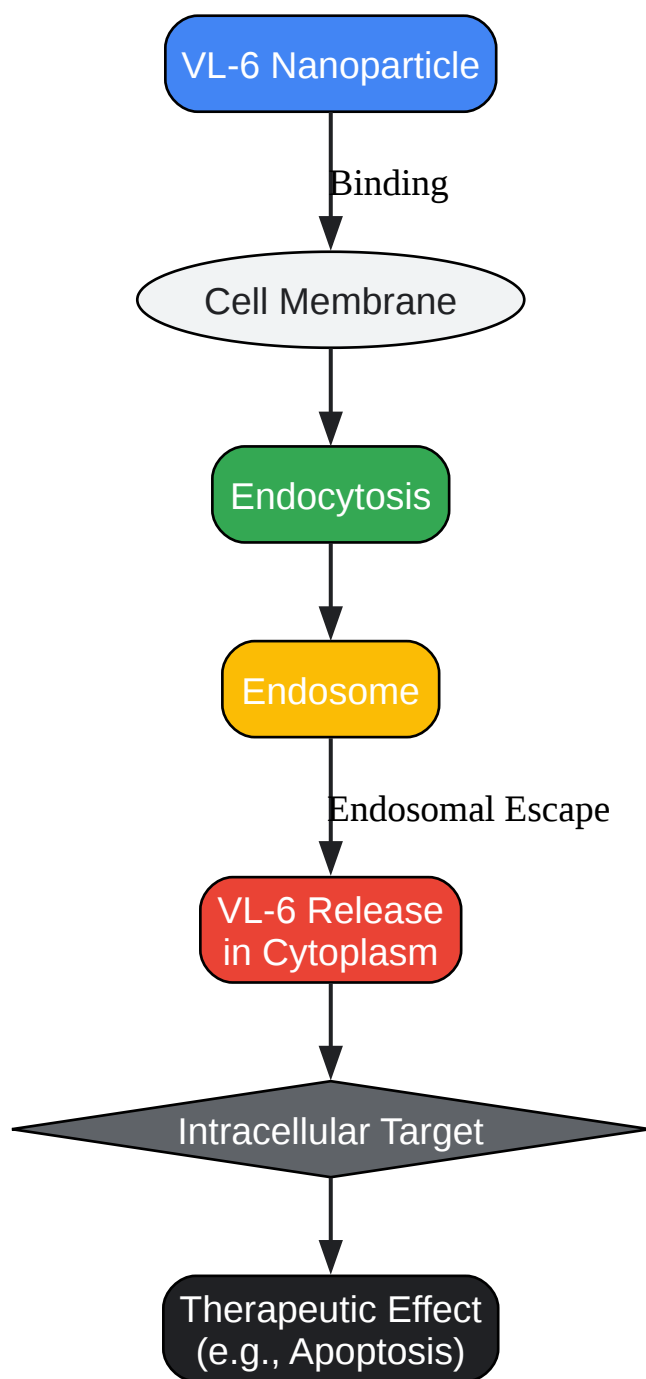 VL-6 Nanoparticle
Binding
Cell Membrane
Endocytosis
Endosome
Endosomal Escape
VL-6 Release
in Cytoplasm
Intracellular Target
Therapeutic Effect
(e.g., Apoptosis)